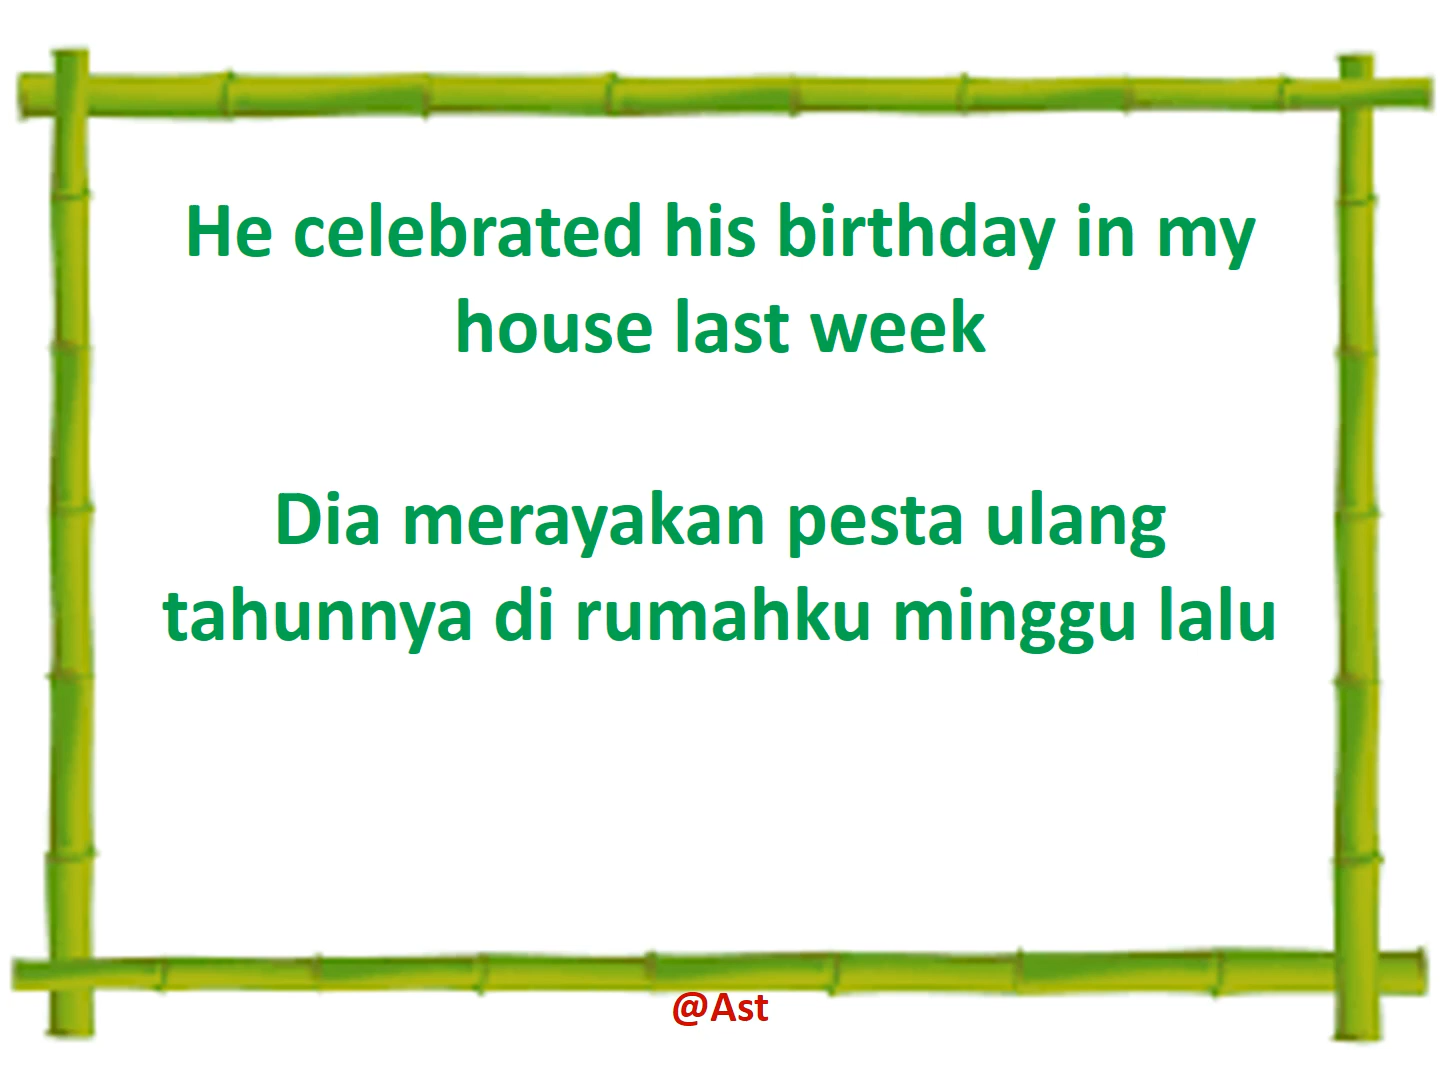 He celebrated his birthday in my
house last week
Dia merayakan pesta ulang
tahunnya di rumahku minggu lalu
@Ast